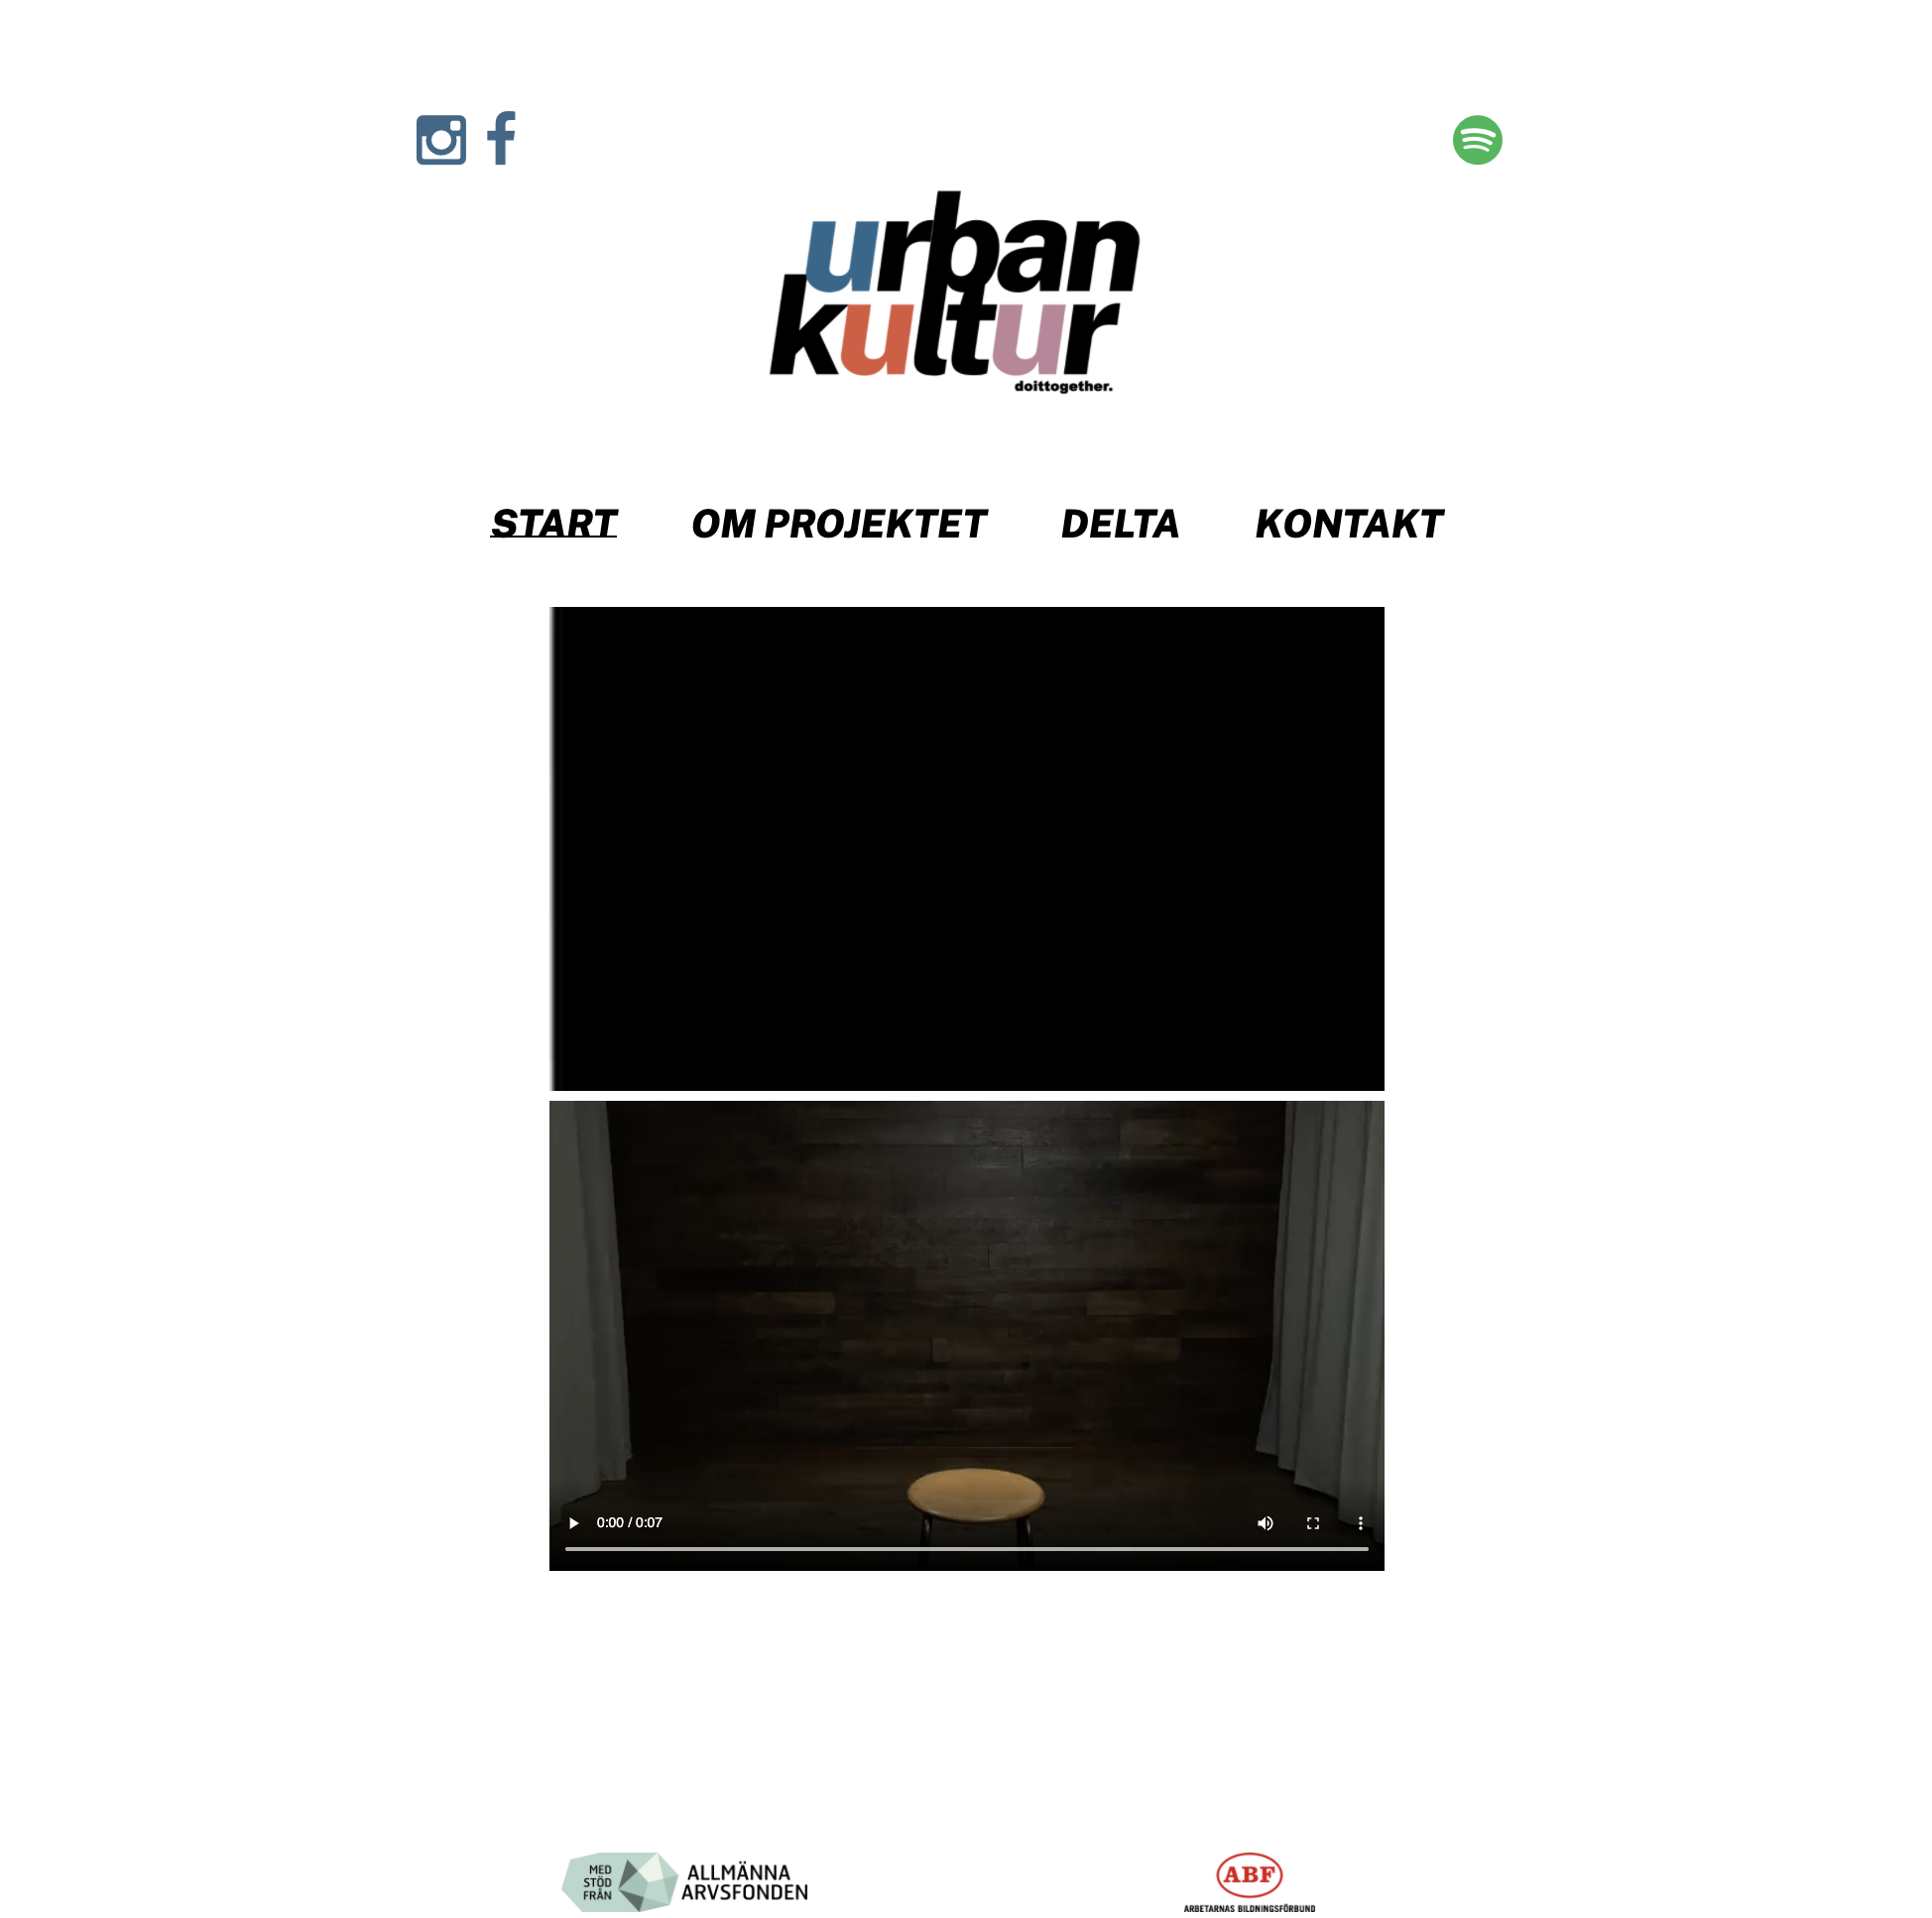 urban
kultur
doittogether.
START OM PROJEKTET DELTA KONTAKT
0:00 / 0:07
MED
STÖD
FRÅN
ALLMÄNNA
ARVSFONDEN
ABF
ARBETARNAS BILDNINGSFÖRBUND